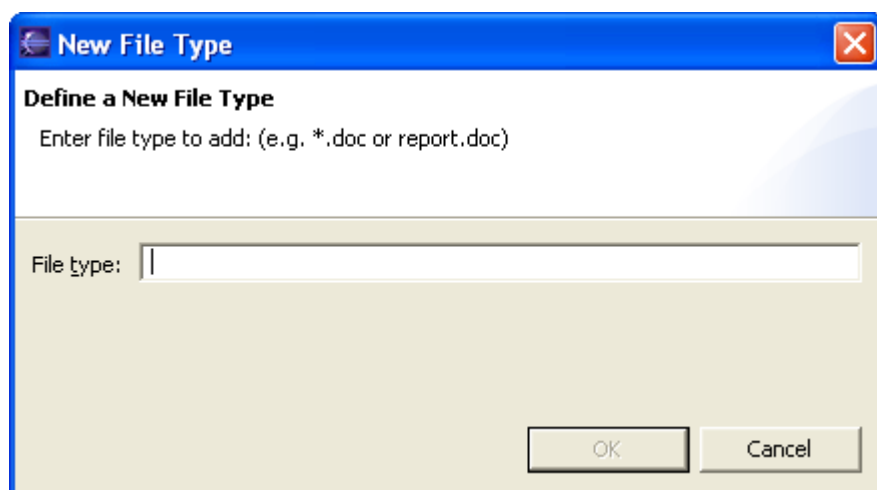 New File Type
Define a New File Type
Enter file type to add: (e.g. *.doc or report.doc)
File type:
OK
Cancel